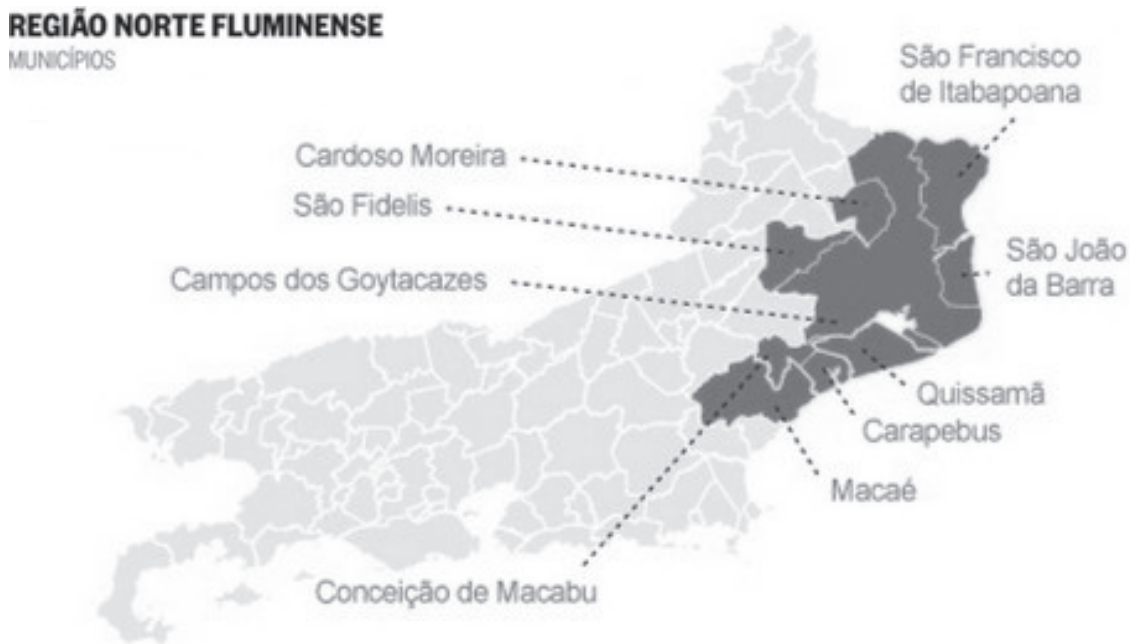 REGIÃO NORTE FLUMINENSE
MUNICÍPIOS
São Francisco
de Itabapoana
Cardoso Moreira
São Fidelis
São João
da Barra
Campos dos Goytacazes
Quissamã
Carapebus
Macaé
Conceição de Macabu